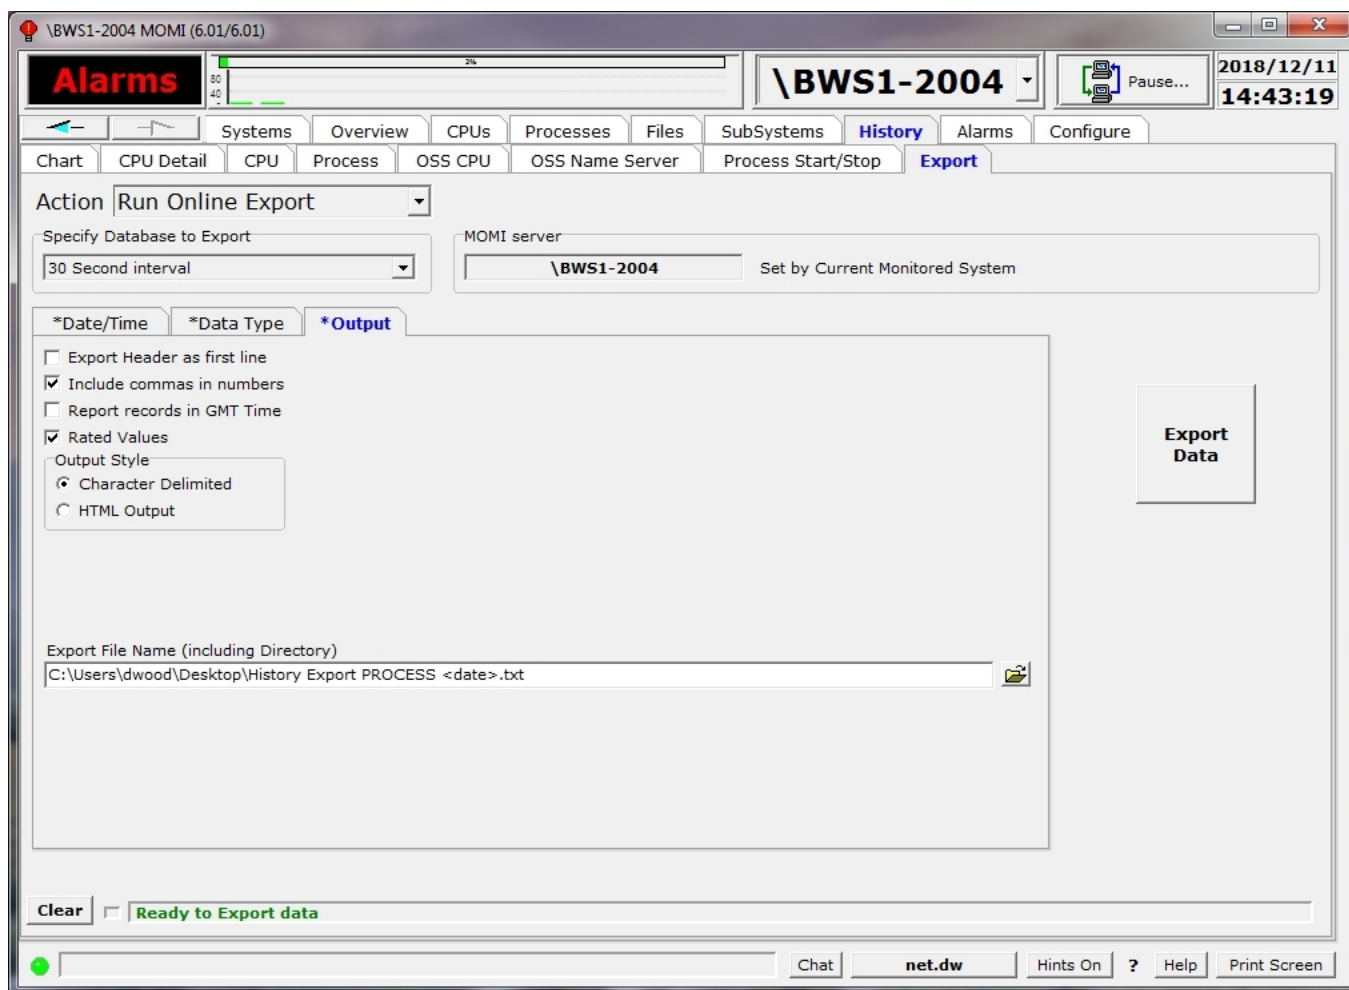 \BWS1-2004 MOMI (6.01/6.01)
Alarms
2%
80
40
\BWS1-2004
Pause...
2018/12/11
14:43:19
Systems Overview CPUs Processes Files SubSystems History Alarms Configure
Chart CPU Detail CPU Process OSS CPU OSS Name Server Process Start/Stop Export
Action Run Online Export
Specify Database to Export MOMI server
30 Second interval \BWS1-2004 Set by Current Monitored System
*Date/Time *Data Type *Output
Export Header as first line
Include commas in numbers
Report records in GMT Time
Rated Values
Output Style
Character Delimited
HTML Output
Export
Data
Export File Name (including Directory)
C:\Users\dwood\Desktop\History Export PROCESS <date>.txt
Clear Ready to Export data
Chat net.dw Hints On ? Help Print Screen